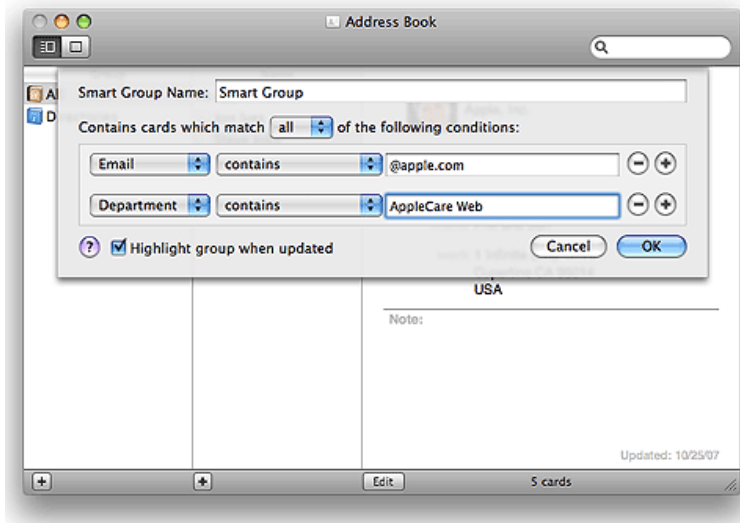 Address Book
Smart Group Name: Smart Group
Contains cards which match all of the following conditions:
Email contains @apple.com
Department contains AppleCare Web
? Highlight group when updated Cancel OK
USA
Note:
Updated: 10/25/07
Edit 5 cards